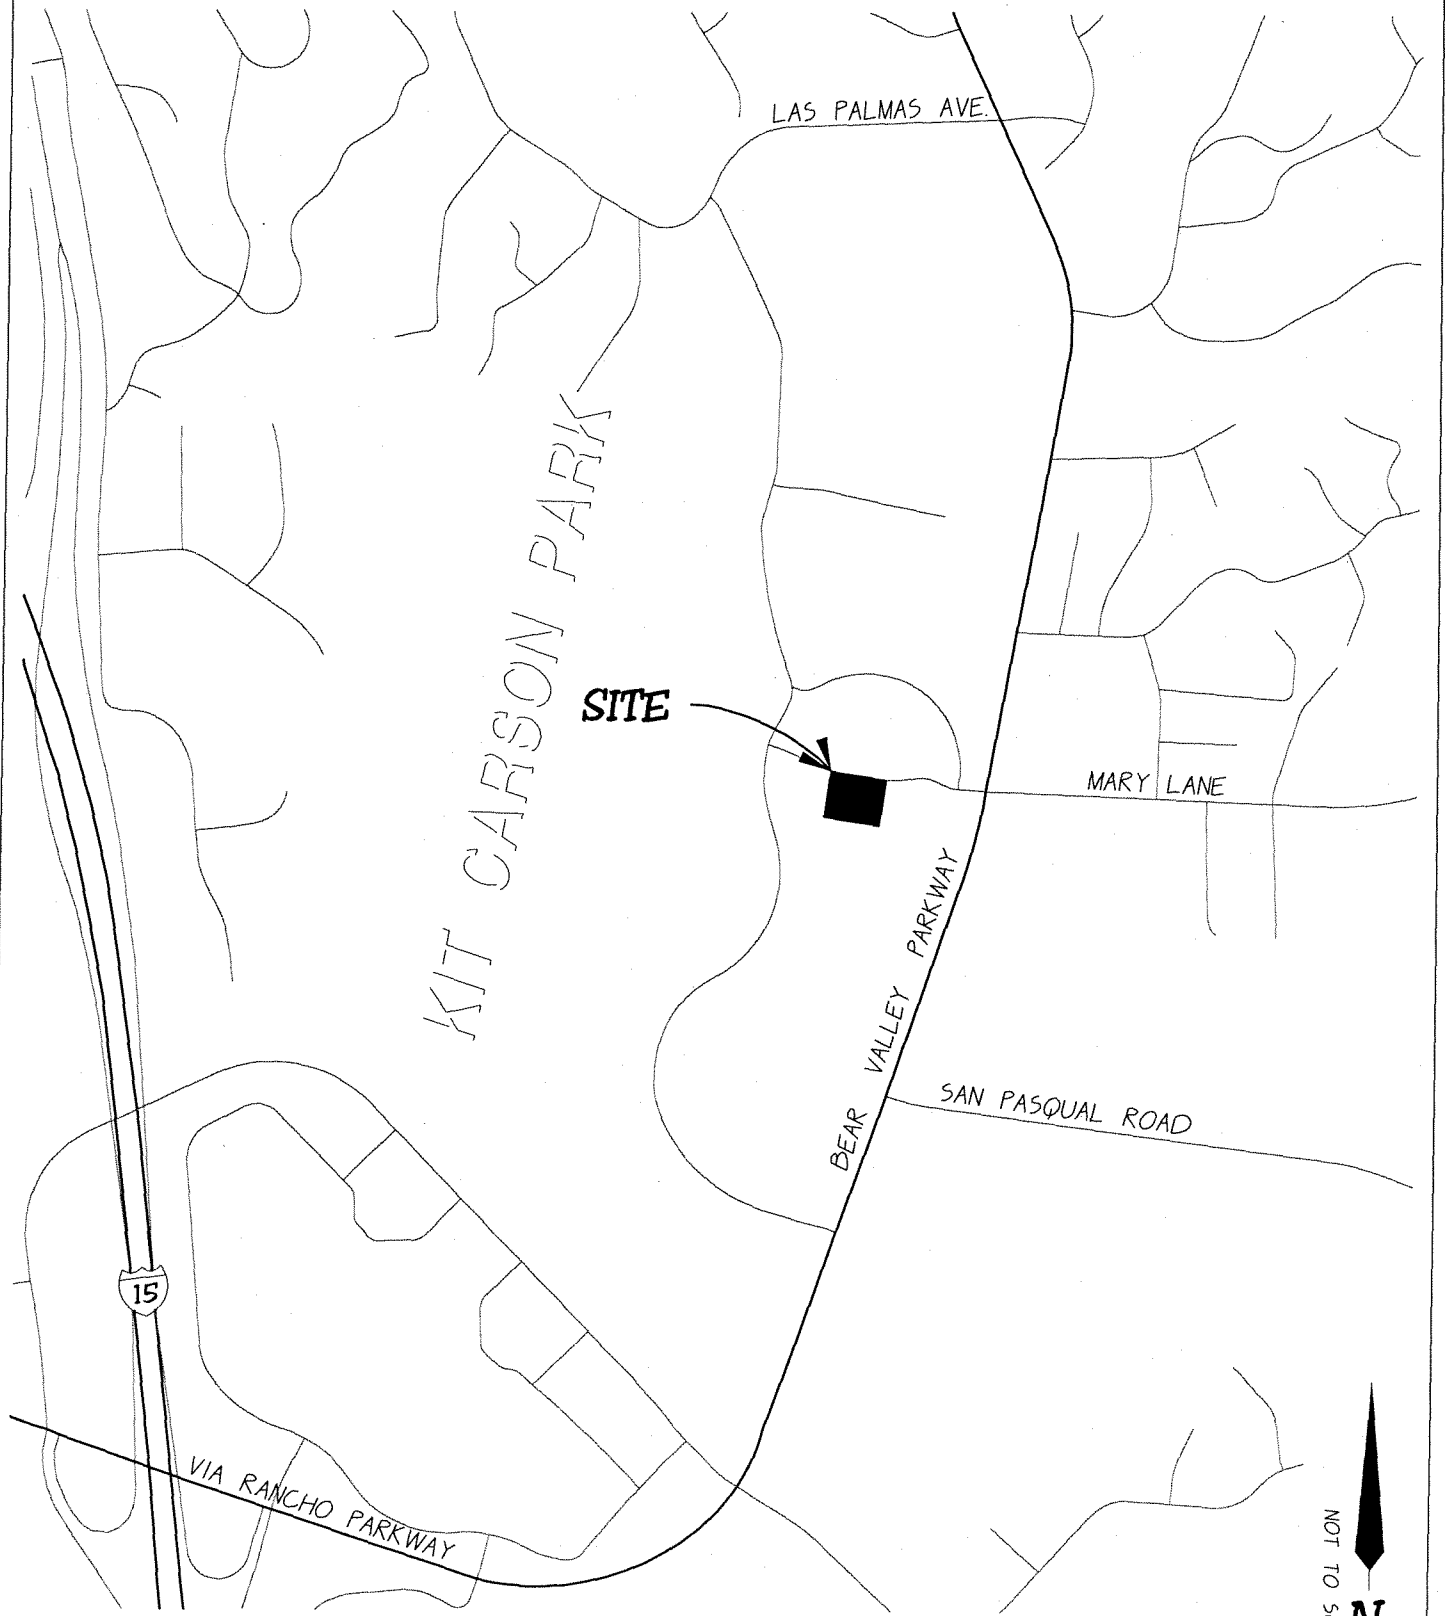 LAS PALMAS AVE.
KIT CARSON PARK
SITE
MARY LANE
BEAR VALLEY PARKWAY
SAN PASQUAL ROAD
15
VIA RANCHO PARKWAY
NOT TO
N